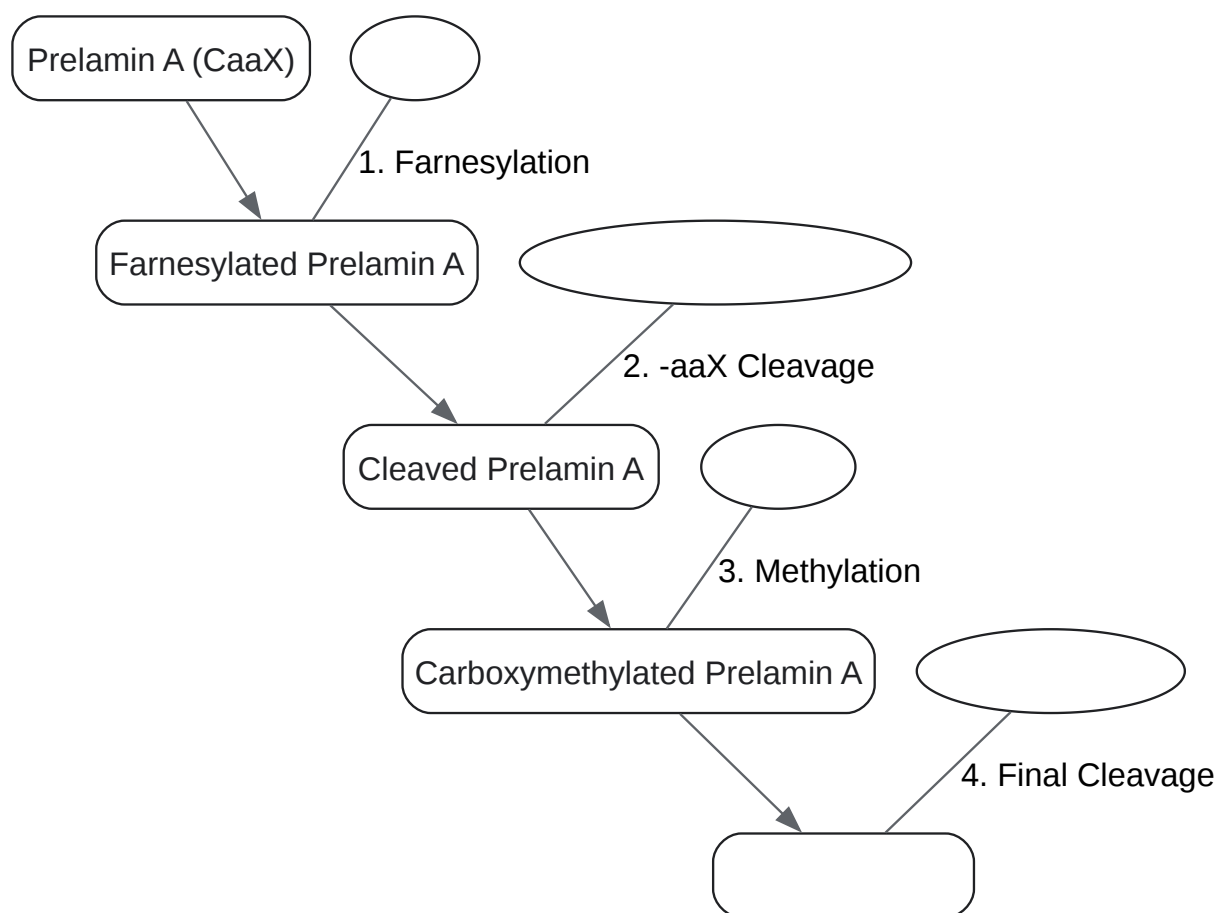 Prelamin A (CaaX)
1. Farnesylation
Farnesylated Prelamin A
2. -aaX Cleavage
Cleaved Prelamin A
3. Methylation
Carboxymethylated Prelamin A
4. Final Cleavage